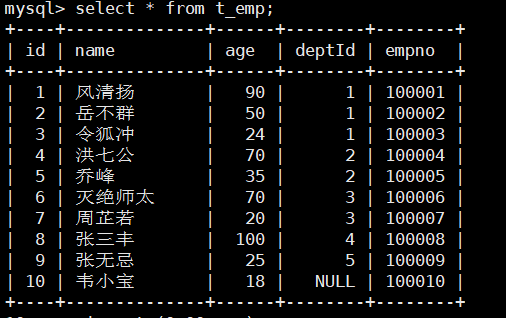 mysql> select * from t_emp;
+----+--------------+------+--------+--------+
| id | name         | age  | deptId | empno  |
+----+--------------+------+--------+--------+
|  1 | 风清扬       |   90 |      1 | 100001 |
|  2 | 岳不群       |   50 |      1 | 100002 |
|  3 | 令狐冲       |   24 |      1 | 100003 |
|  4 | 洪七公       |   70 |      2 | 100004 |
|  5 | 乔峰         |   35 |      2 | 100005 |
|  6 | 灭绝师太     |   70 |      3 | 100006 |
|  7 | 周芷若       |   20 |      3 | 100007 |
|  8 | 张三丰       |  100 |      4 | 100008 |
|  9 | 张无忌       |   25 |      5 | 100009 |
| 10 | 韦小宝       |   18 |   NULL | 100010 |
+----+--------------+------+--------+--------+